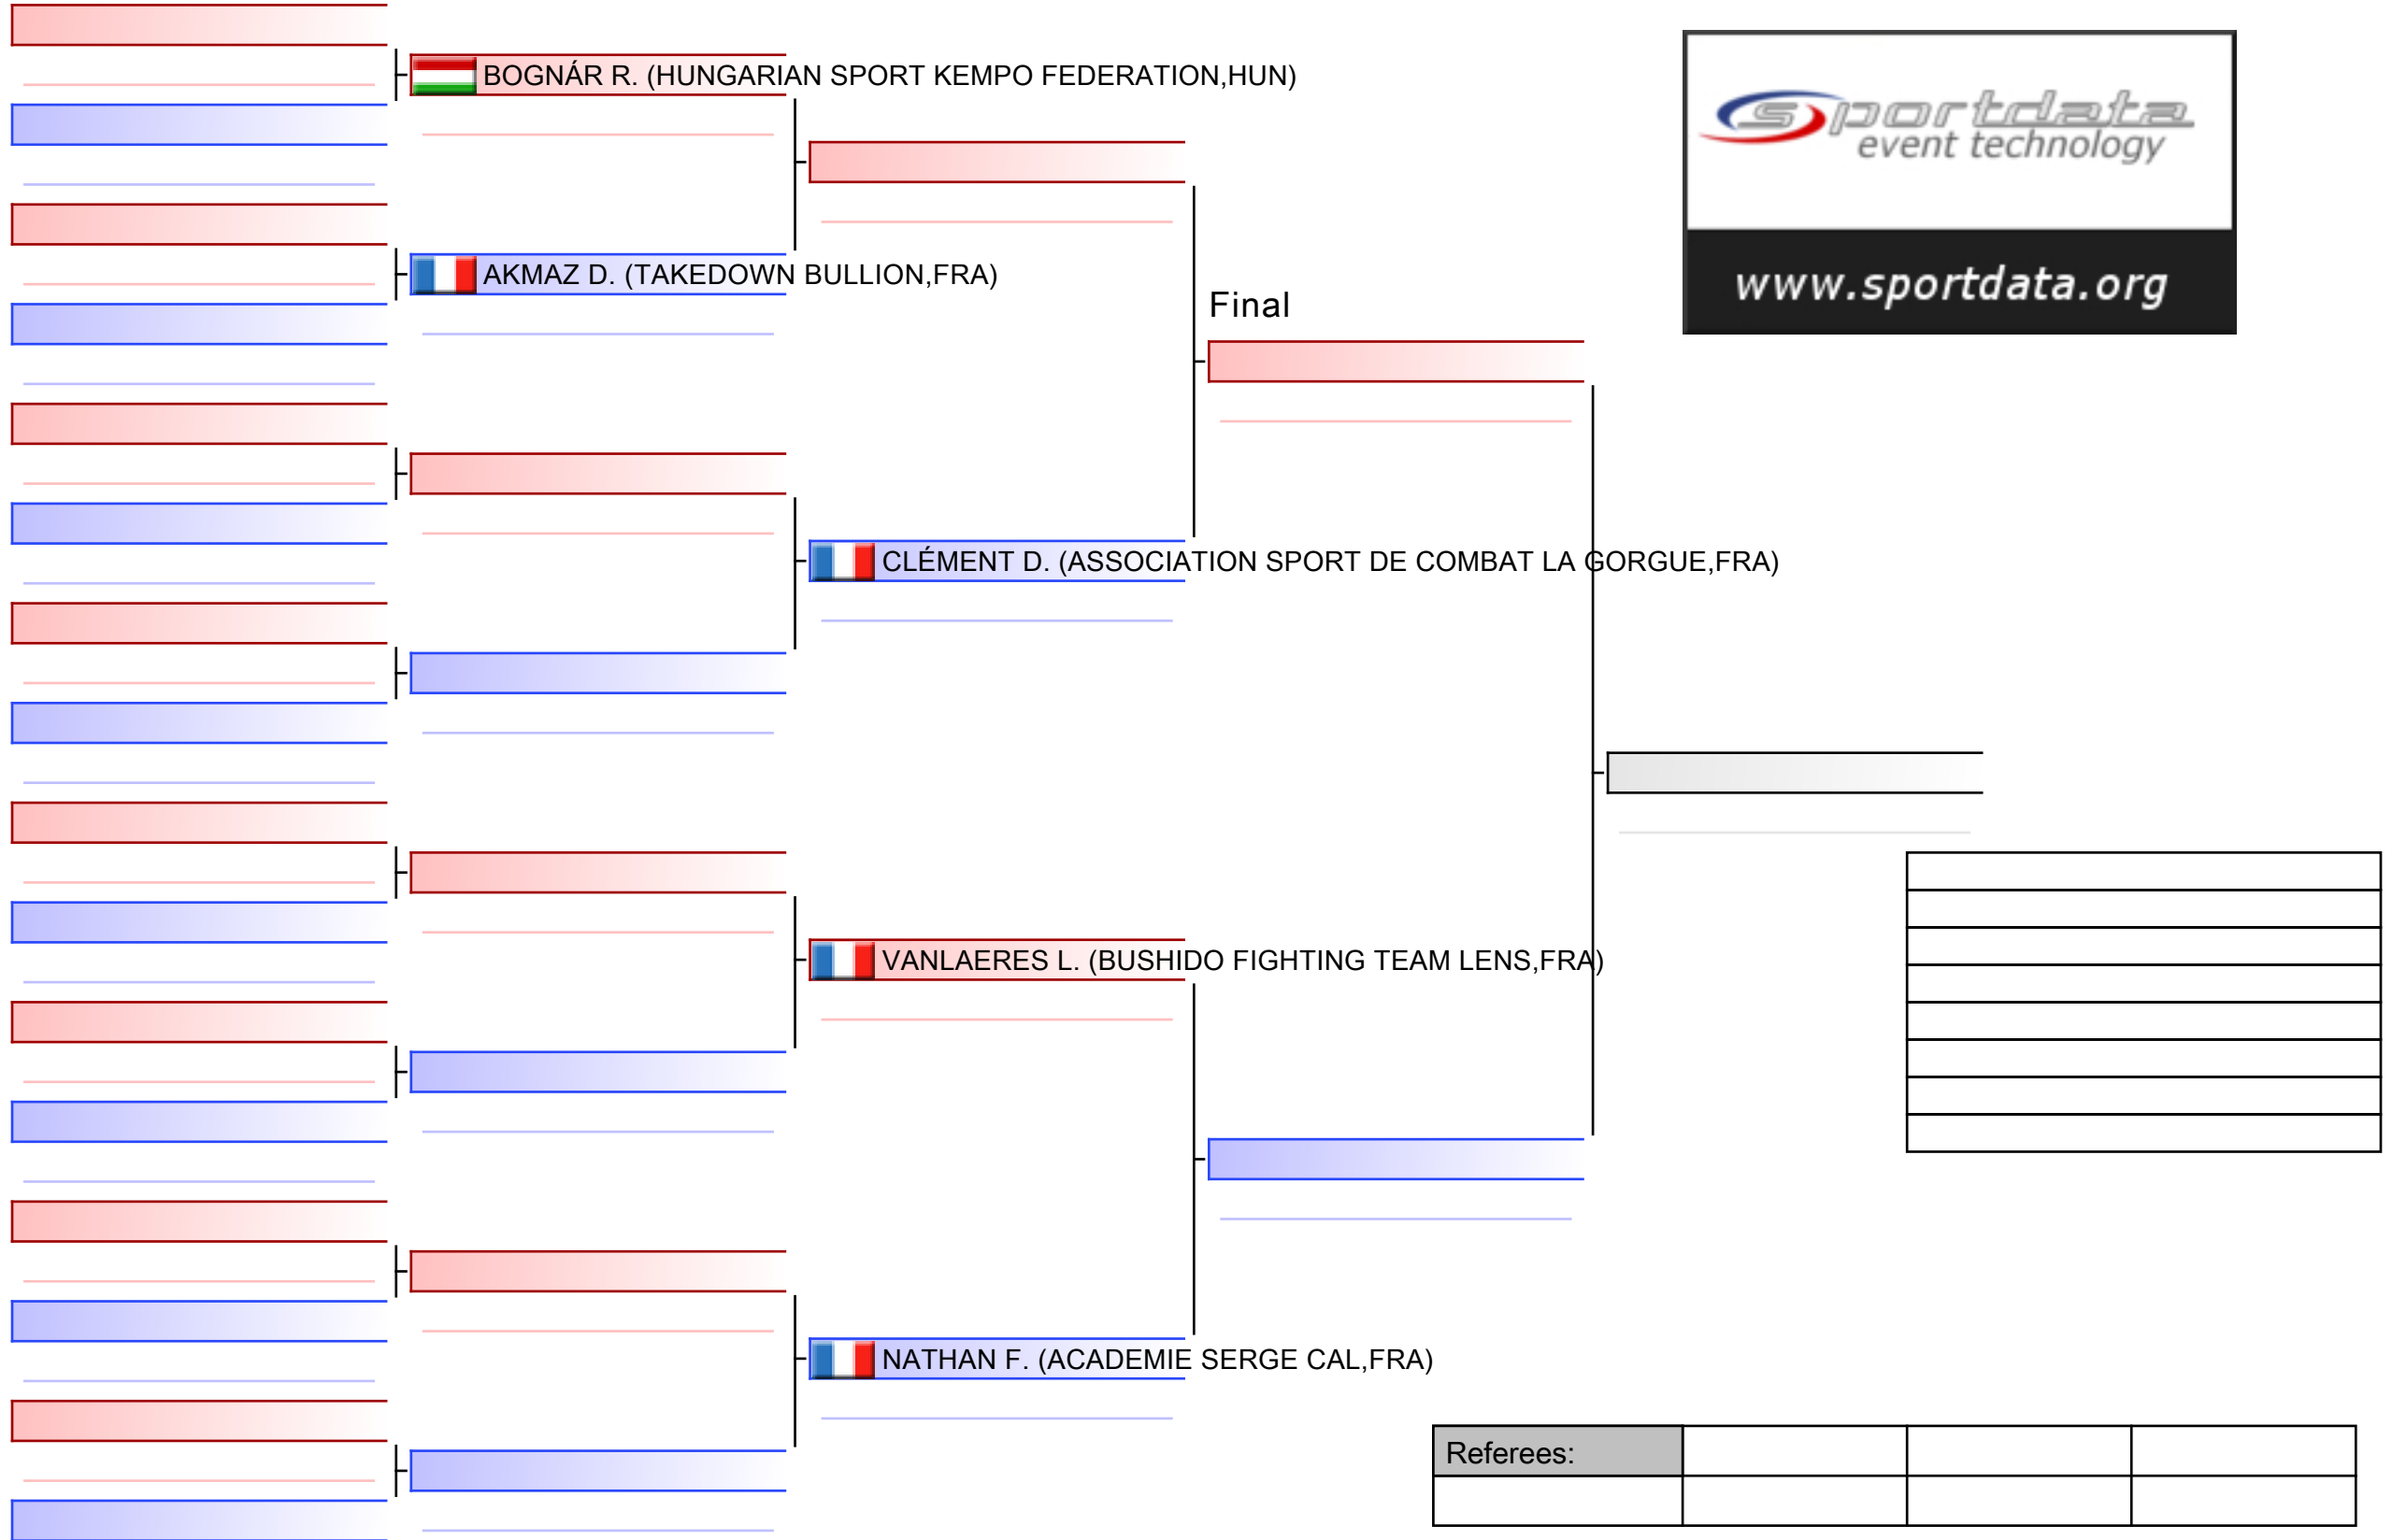 BOGNÁR R. (HUNGARIAN SPORT KEMPO FEDERATION,HUN)
sportdata
event technology
www.sportdata.org
AKMAZ D. (TAKEDOWN BULLION,FRA)
Final
CLÉMENT D. (ASSOCIATION SPORT DE COMBAT LA GORGUE,FRA)
VANLAERES L. (BUSHIDO FIGHTING TEAM LENS,FRA)
NATHAN F. (ACADEMIE SERGE CAL,FRA)
Referees: